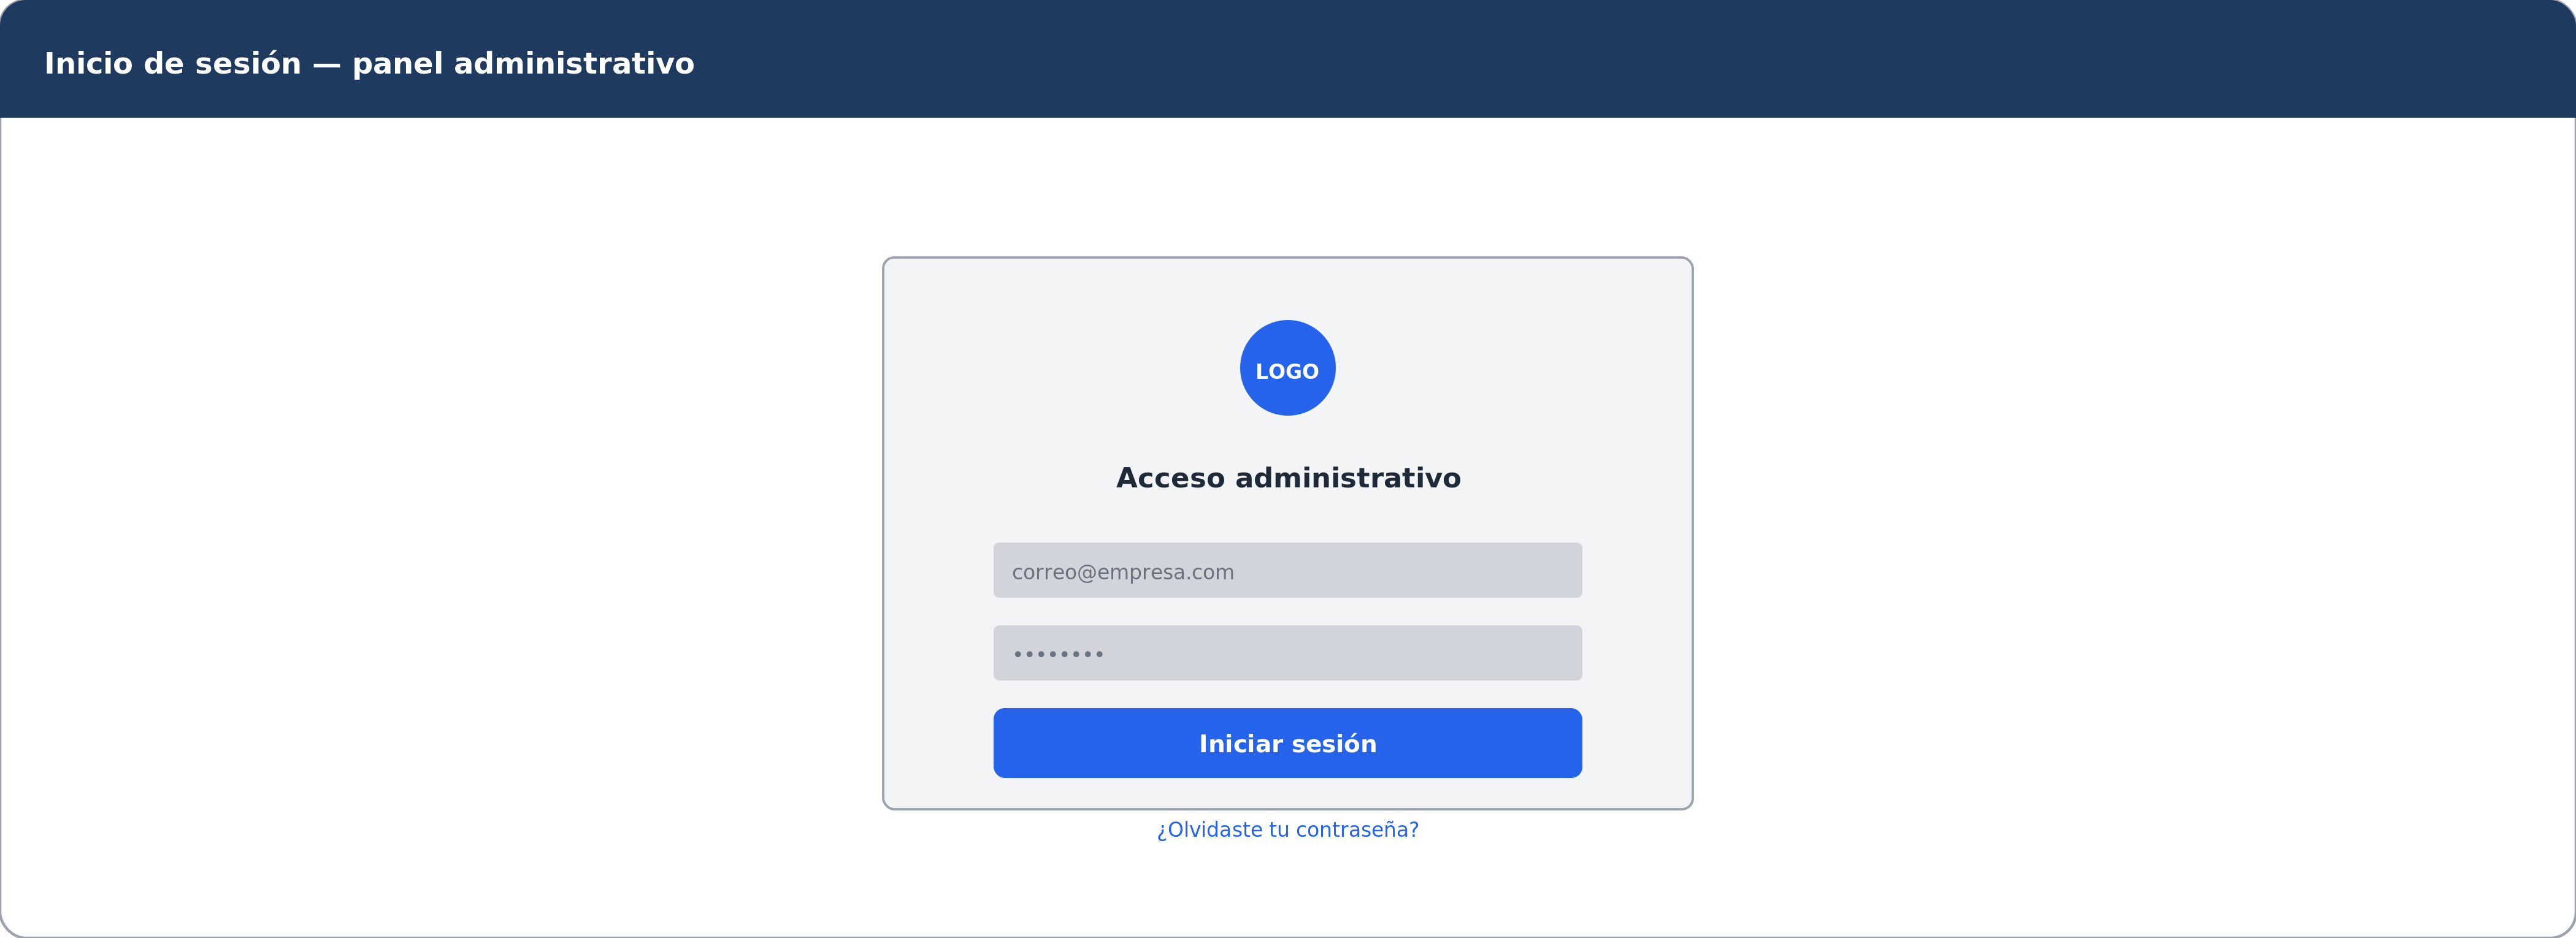 Inicio de sesión — panel administrativo
LOGO
Acceso administrativo
correo@empresa.com
••••••••
Iniciar sesión
¿Olvidaste tu contraseña?